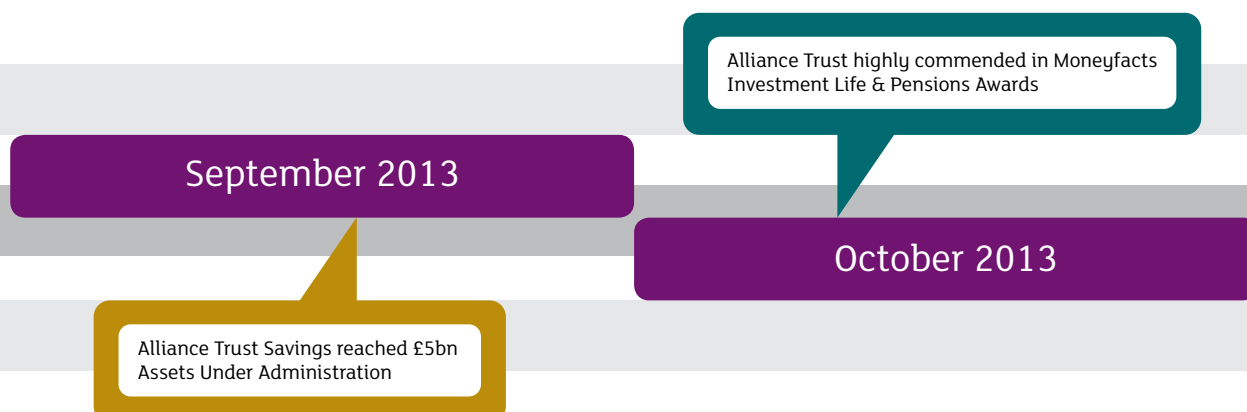 Alliance Trust highly commended in Moneyfacts
Investment Life & Pensions Awards
September 2013
October 2013
Alliance Trust Savings reached £5bn
Assets Under Administration